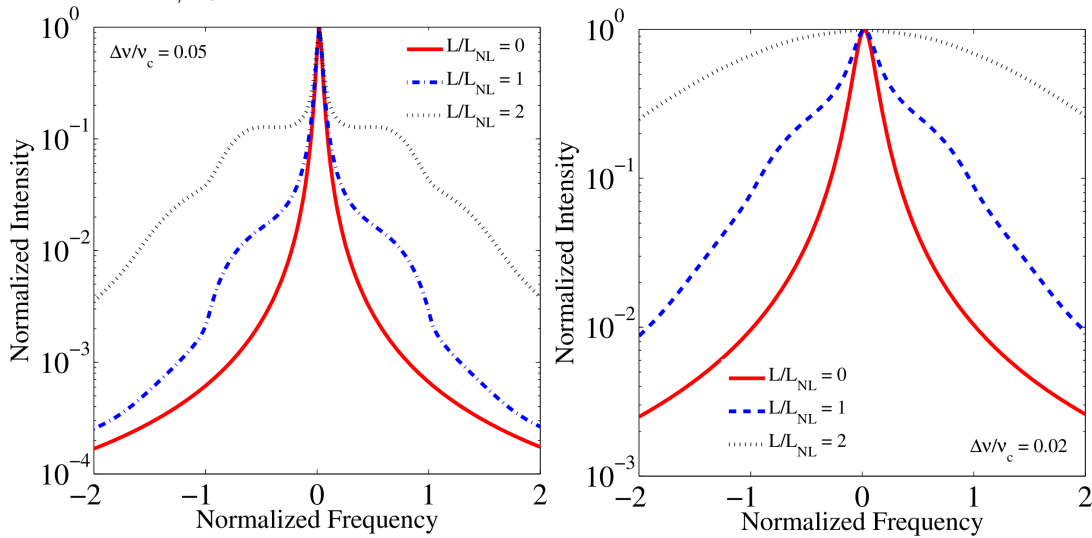 10^0
Δν/ν_c = 0.05
L/L_NL = 0
L/L_NL = 1
L/L_NL = 2
10^-1
10^-2
10^-3
10^-4
Normalized Intensity
-2 -1 0 1 2
Normalized Frequency
10^0
10^-1
10^-2
10^-3
Normalized Intensity
L/L_NL = 0
L/L_NL = 1
L/L_NL = 2
Δν/ν_c = 0.02
-2 -1 0 1 2
Normalized Frequency